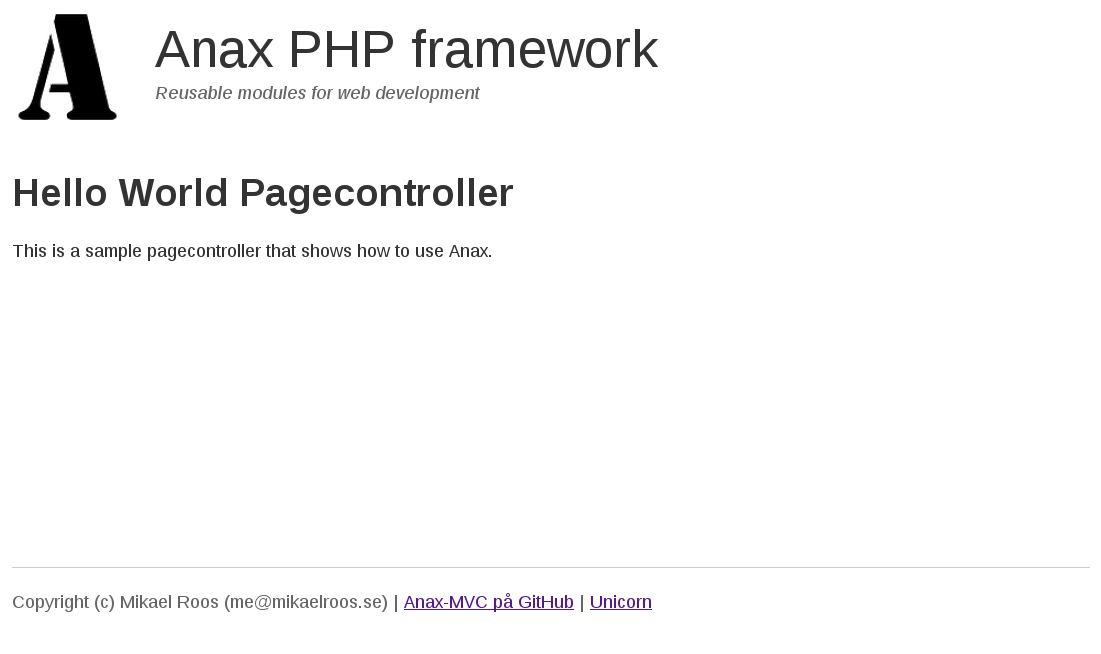 A
Anax PHP framework
Reusable modules for web development
Hello World Pagecontroller
This is a sample pagecontroller that shows how to use Anax.
Copyright (c) Mikael Roos (me@mikaelroos.se) | Anax-MVC på GitHub | Unicorn